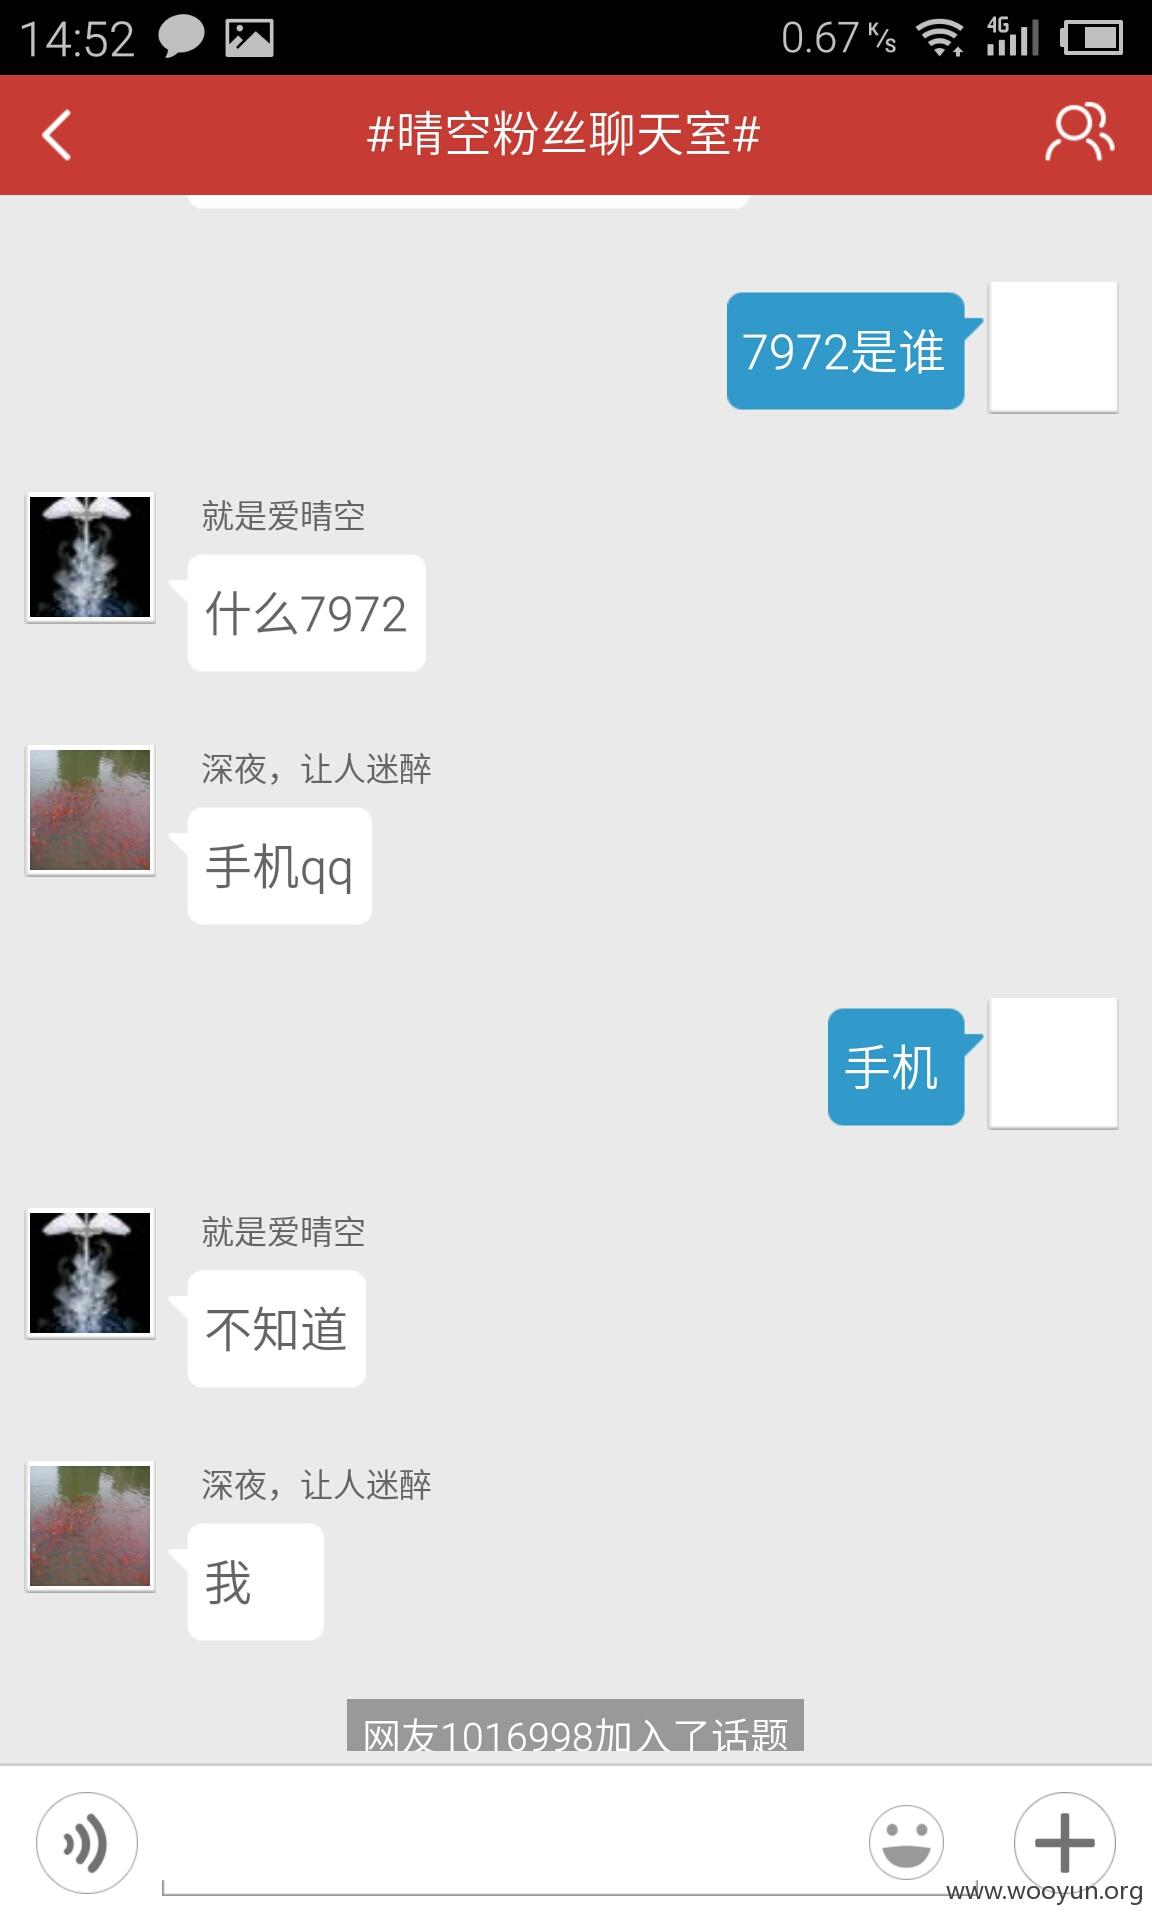 14:52 0.67 K/s 4G
#晴空粉丝聊天室#
7972是谁
就是爱晴空
什么7972
深夜，让人迷醉
手机qq
手机
就是爱晴空
不知道
深夜，让人迷醉
我
网友1016998加入了话题
www.wooyun.org